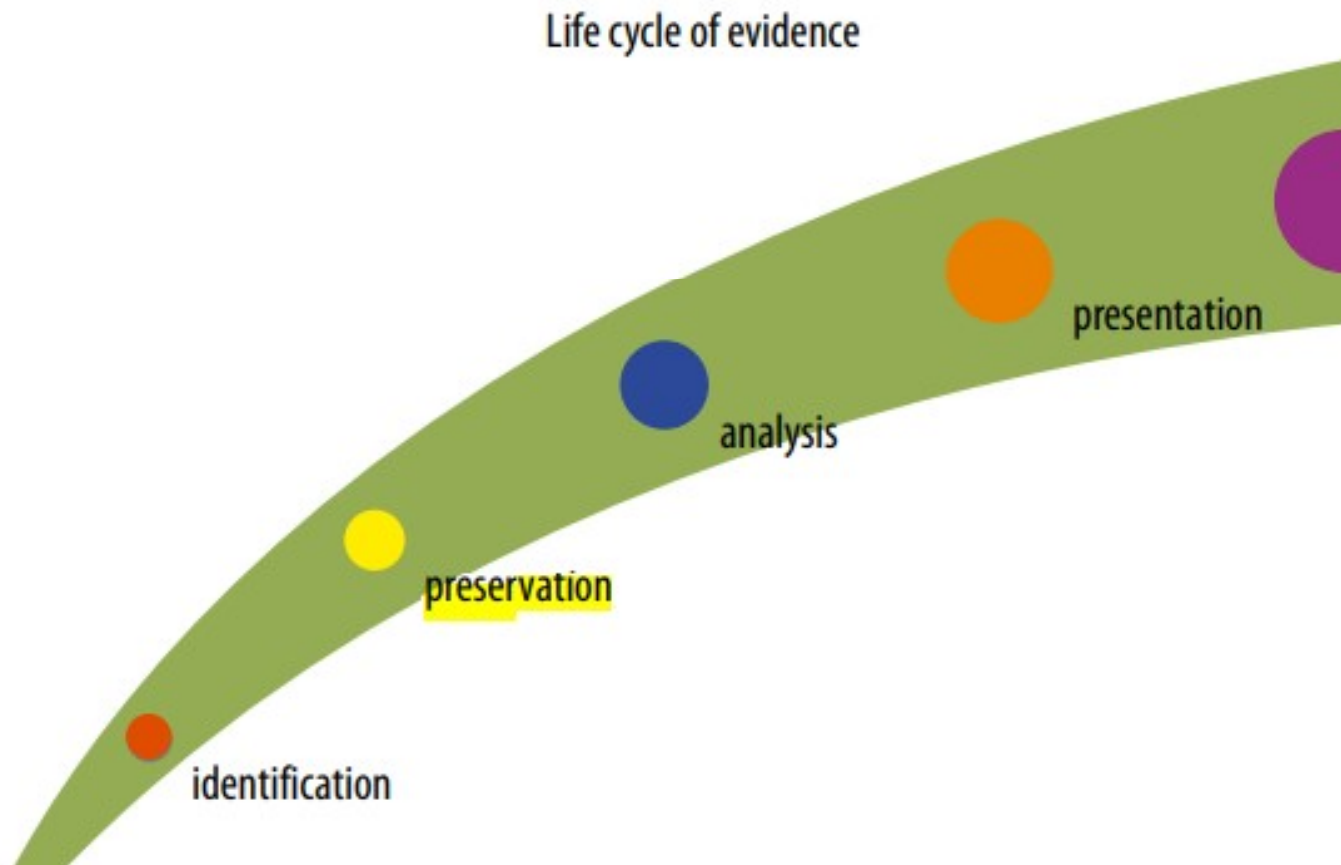 Life cycle of evidence
presentation
analysis
preservation
identification